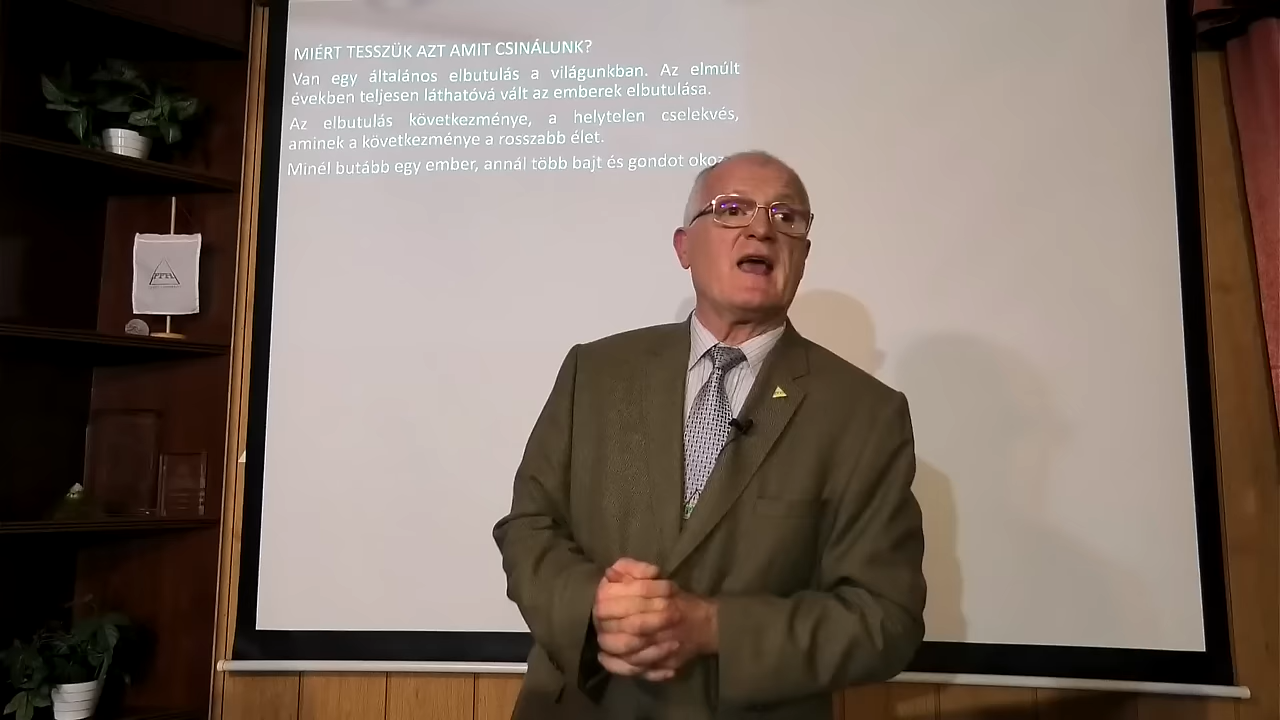 MIÉRT TESSZÜK AZT AMIT CSINÁLUNK?
Van egy általános elbutulás a világunkban. Az elmúlt
években teljesen láthatóvá vált az emberek elbutulása.
Az elbutulás következménye, a helytelen cselekvés,
aminek a következménye a rosszabb élet.
Minél butább egy ember, annál több bajt és gondot okoz